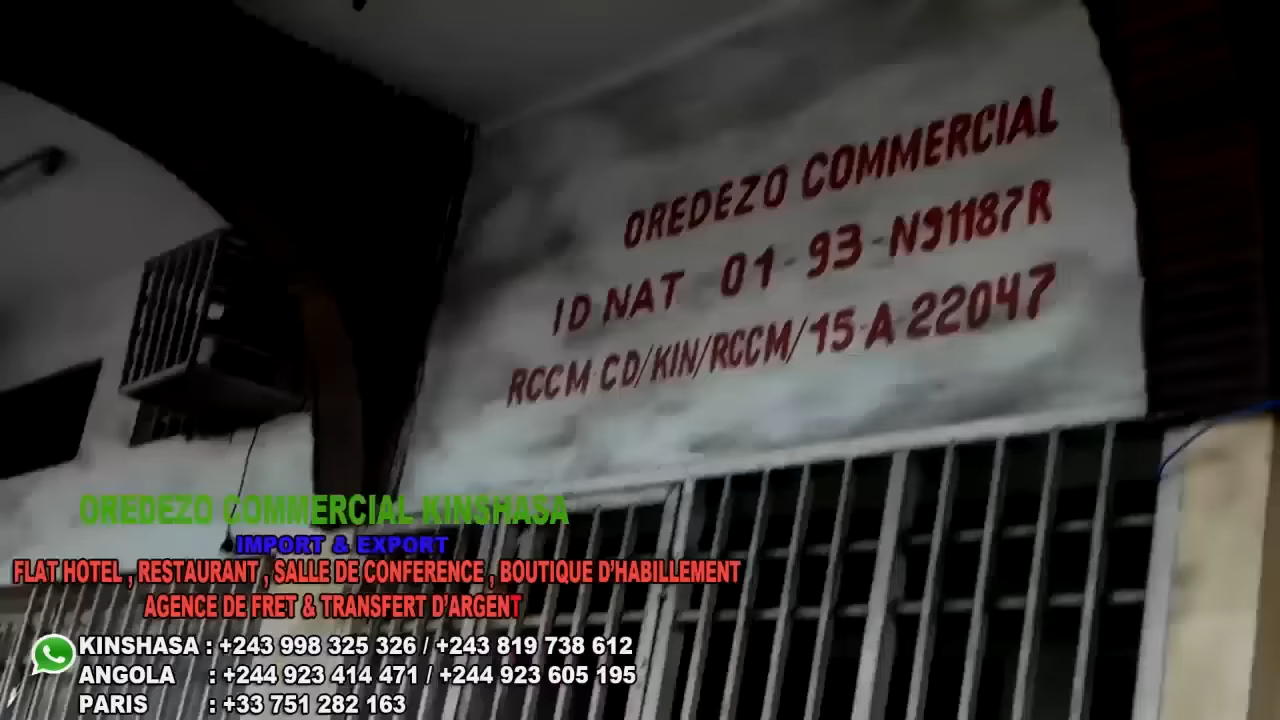 OREDEZO COMMERCIAL
ID NAT 01-93-N91187R
RCCM CD/KIN/RCCM/15-A-22047
OREDEZO COMMERCIAL KINSHASA
IMPORT & EXPORT
FLAT HOTEL , RESTAURANT , SALLE DE CONFERENCE , BOUTIQUE D'HABILLEMENT
AGENCE DE FRET & TRANSFERT D'ARGENT
KINSHASA : +243 998 325 326 / +243 819 738 612
ANGOLA : +244 923 414 471 / +244 923 605 195
PARIS : +33 751 282 163